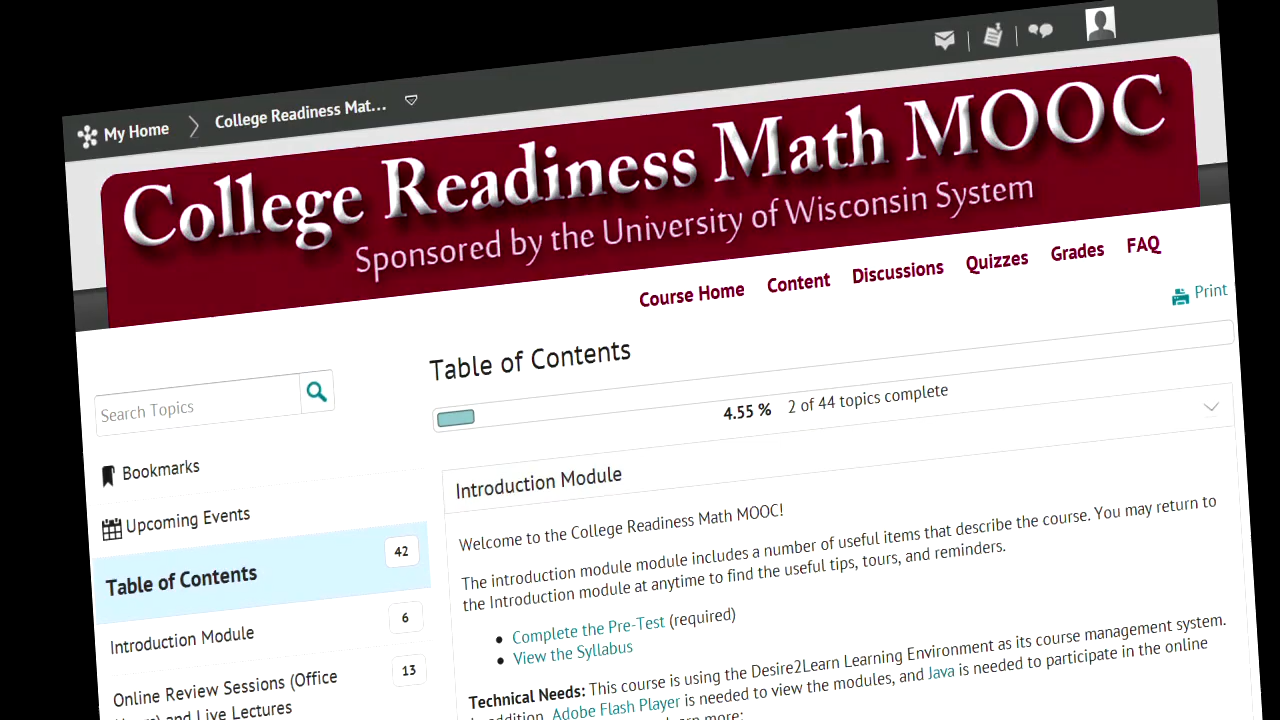 My Home
College Readiness Mat...
College Readiness Math MOOC
Sponsored by the University of Wisconsin System
Course Home Content Discussions Quizzes Grades FAQ
Print
Search Topics
Bookmarks
Upcoming Events
Table of Contents 42
Introduction Module 6
Online Review Sessions (Office 13
and Live Lectures
Table of Contents
4.55 % 2 of 44 topics complete
Introduction Module
Welcome to the College Readiness Math MOOC!
The introduction module module includes a number of useful items that describe the course. You may return to
the Introduction module at anytime to find the useful tips, tours, and reminders.
• Complete the Pre-Test (required)
• View the Syllabus
Technical Needs: This course is using the Desire2Learn Learning Environment as its course management system.
addition, Adobe Flash Player is needed to view the modules, and Java is needed to participate in the online
more: